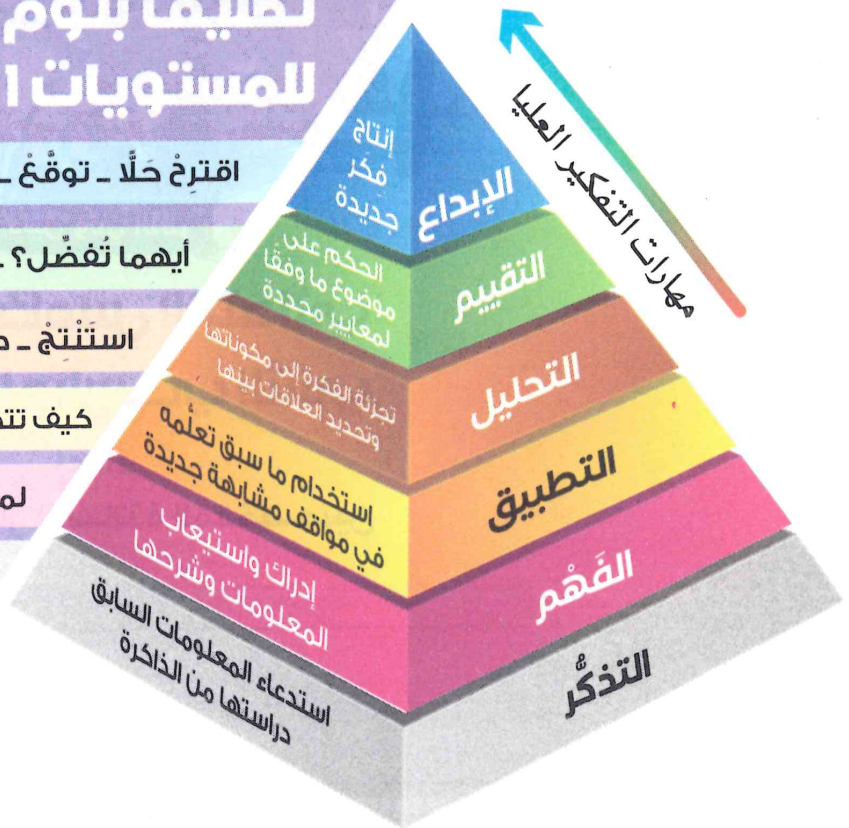 تصنيف بلوم
للمستويات
اقترِحْ حَلًّا – توقَّعْ –
أيهما تُفضِّل؟ –
استَنْتِجْ –
كيف
مهارات التفكير العليا
الإبداع
إنتاج
فِكَر
جديدة
التقييم
الحكم على
موضوع ما وفقًا
لمعايير محددة
التحليل
تجزئة الفكرة إلى مكوناتها
وتحديد العلاقات بينها
التطبيق
استخدام ما سبق تعلُّمه
في مواقف مشابهة جديدة
الفَهْم
إدراك واستيعاب
المعلومات وشرحها
التذكُّر
استدعاء المعلومات السابق
دراستها من الذاكرة